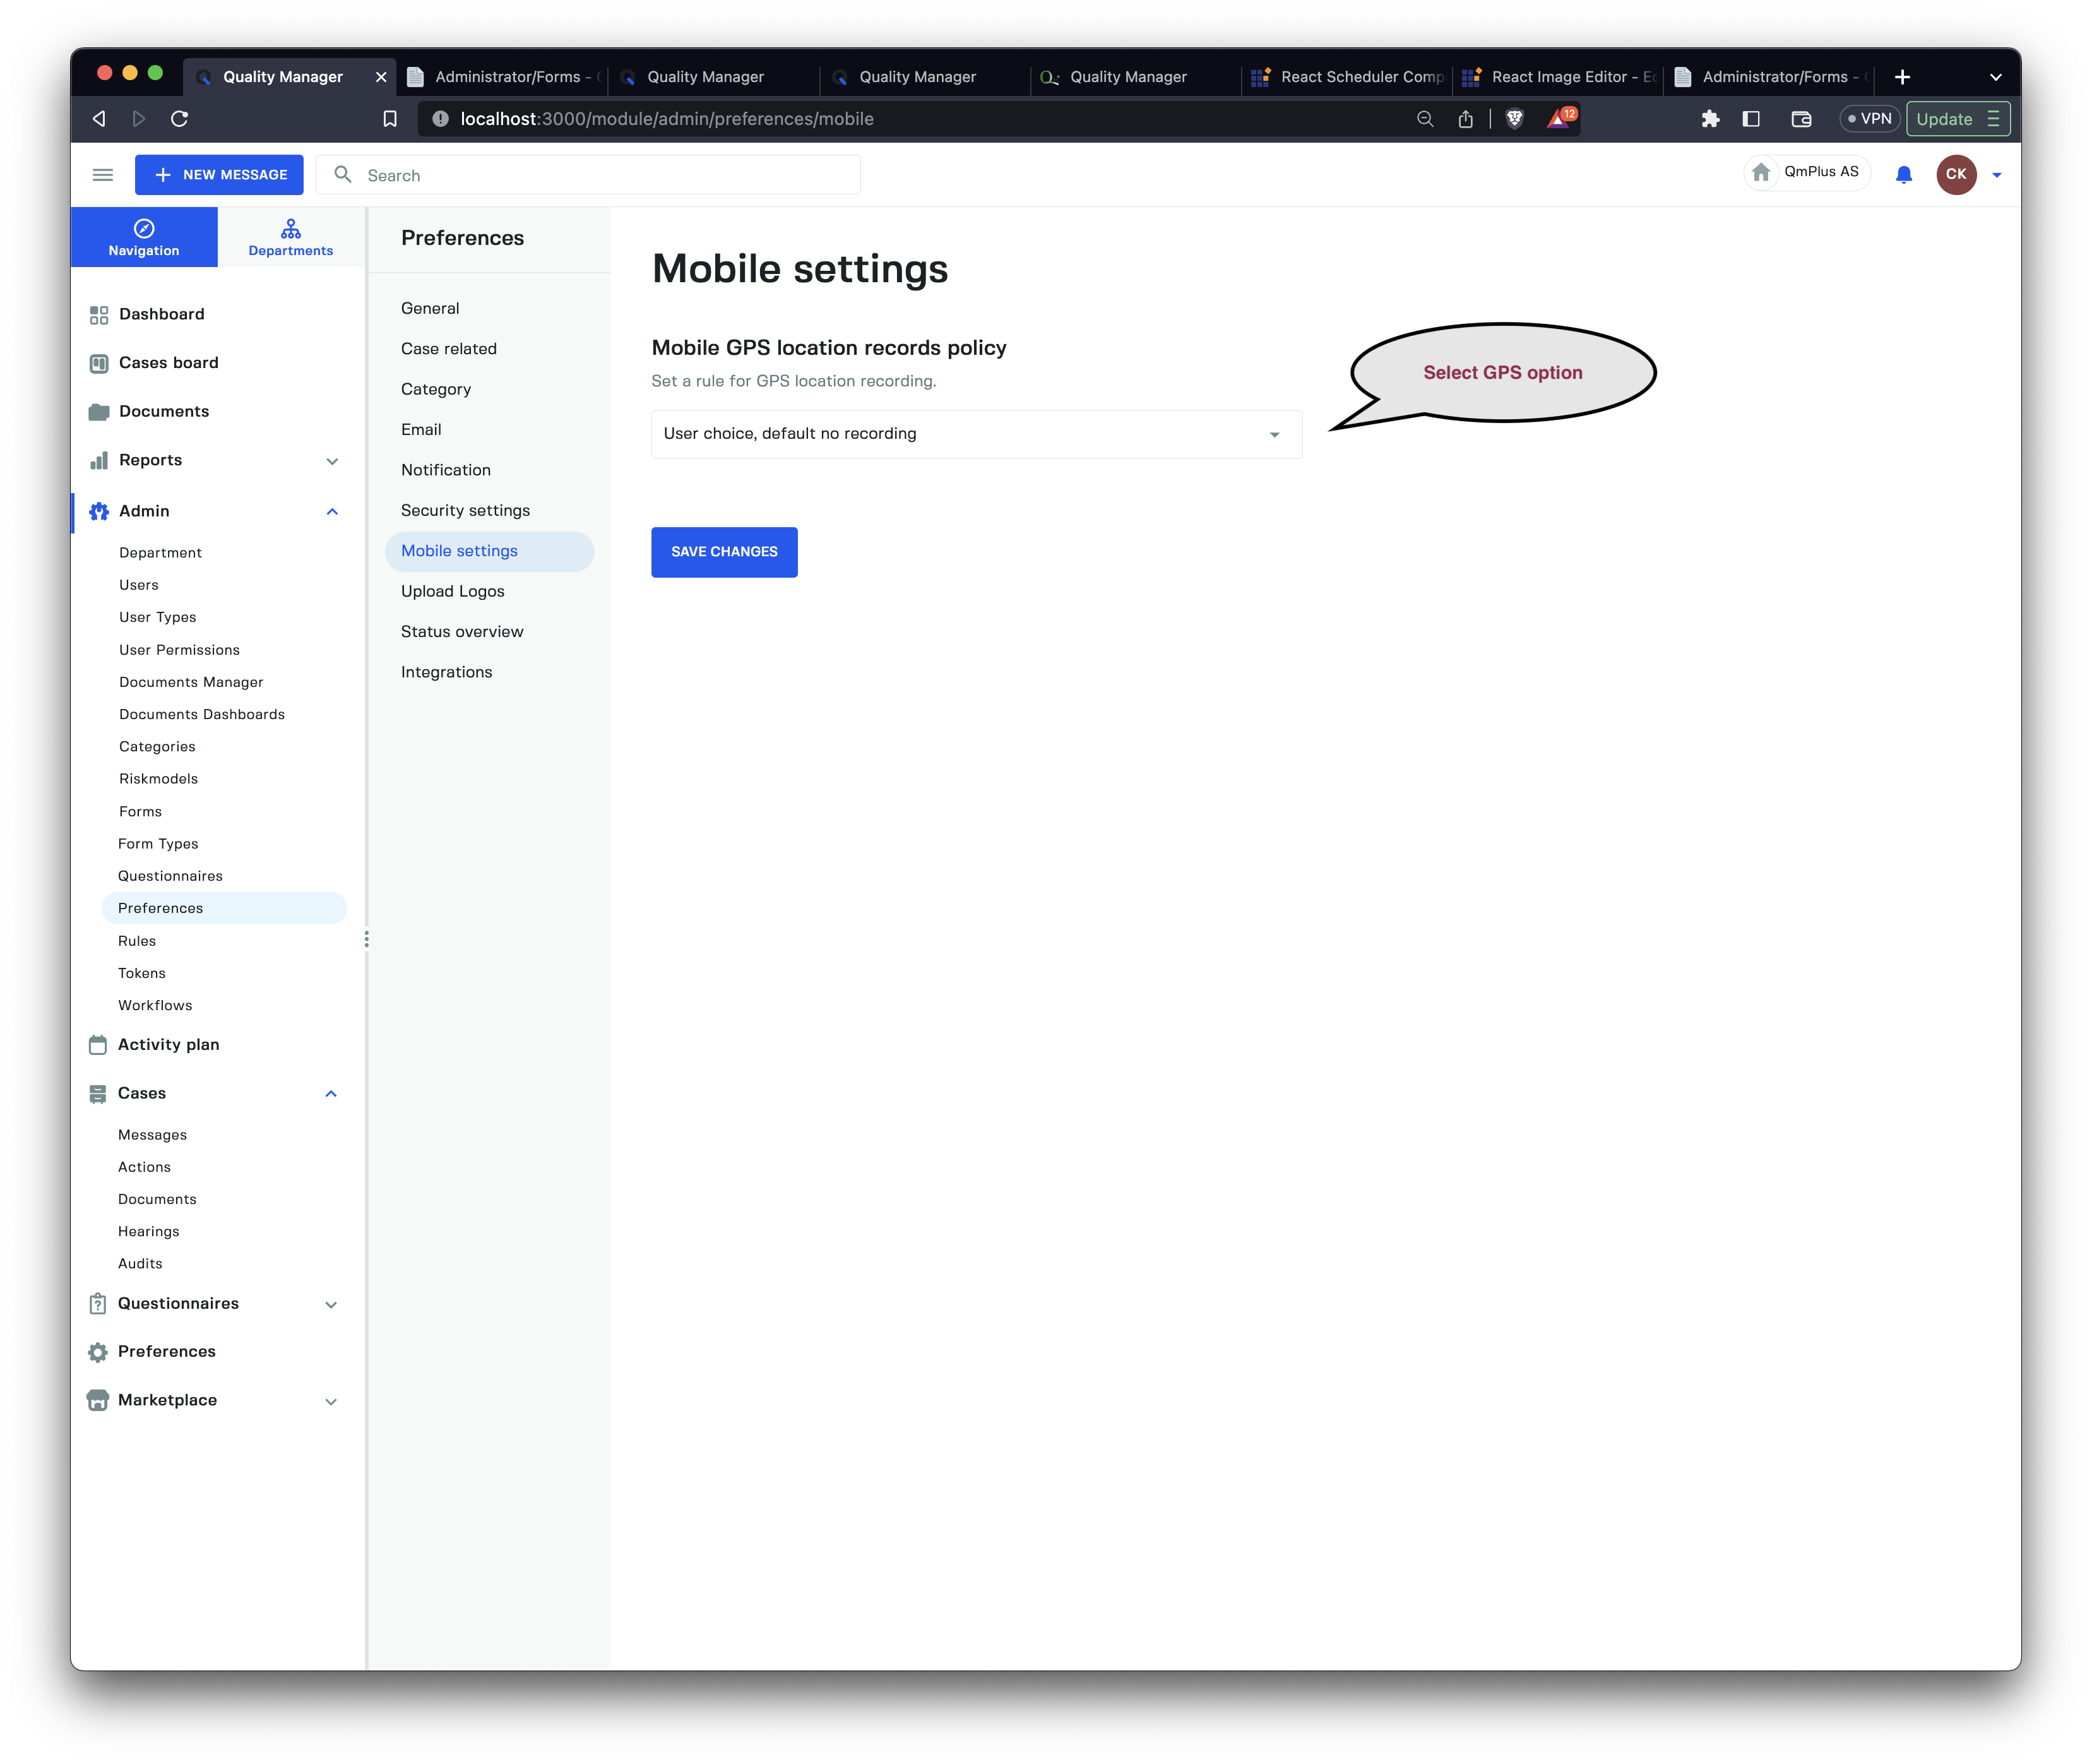 Quality Manager
Administrator/Forms -
Quality Manager
Quality Manager
Quality Manager
React Scheduler Comp
React Image Editor - E
Administrator/Forms -
localhost:3000/module/admin/preferences/mobile
12
VPN
Update
NEW MESSAGE
Search
QmPlus AS
CK
Navigation
Departments
Dashboard
Cases board
Documents
Reports
Admin
Department
Users
User Types
User Permissions
Documents Manager
Documents Dashboards
Categories
Riskmodels
Forms
Form Types
Questionnaires
Preferences
Rules
Tokens
Workflows
Activity plan
Cases
Messages
Actions
Documents
Hearings
Audits
Questionnaires
Preferences
Marketplace
Preferences
General
Case related
Category
Email
Notification
Security settings
Mobile settings
Upload Logos
Status overview
Integrations
Mobile settings
Mobile GPS location records policy
Set a rule for GPS location recording.
User choice, default no recording
SAVE CHANGES
Select GPS option